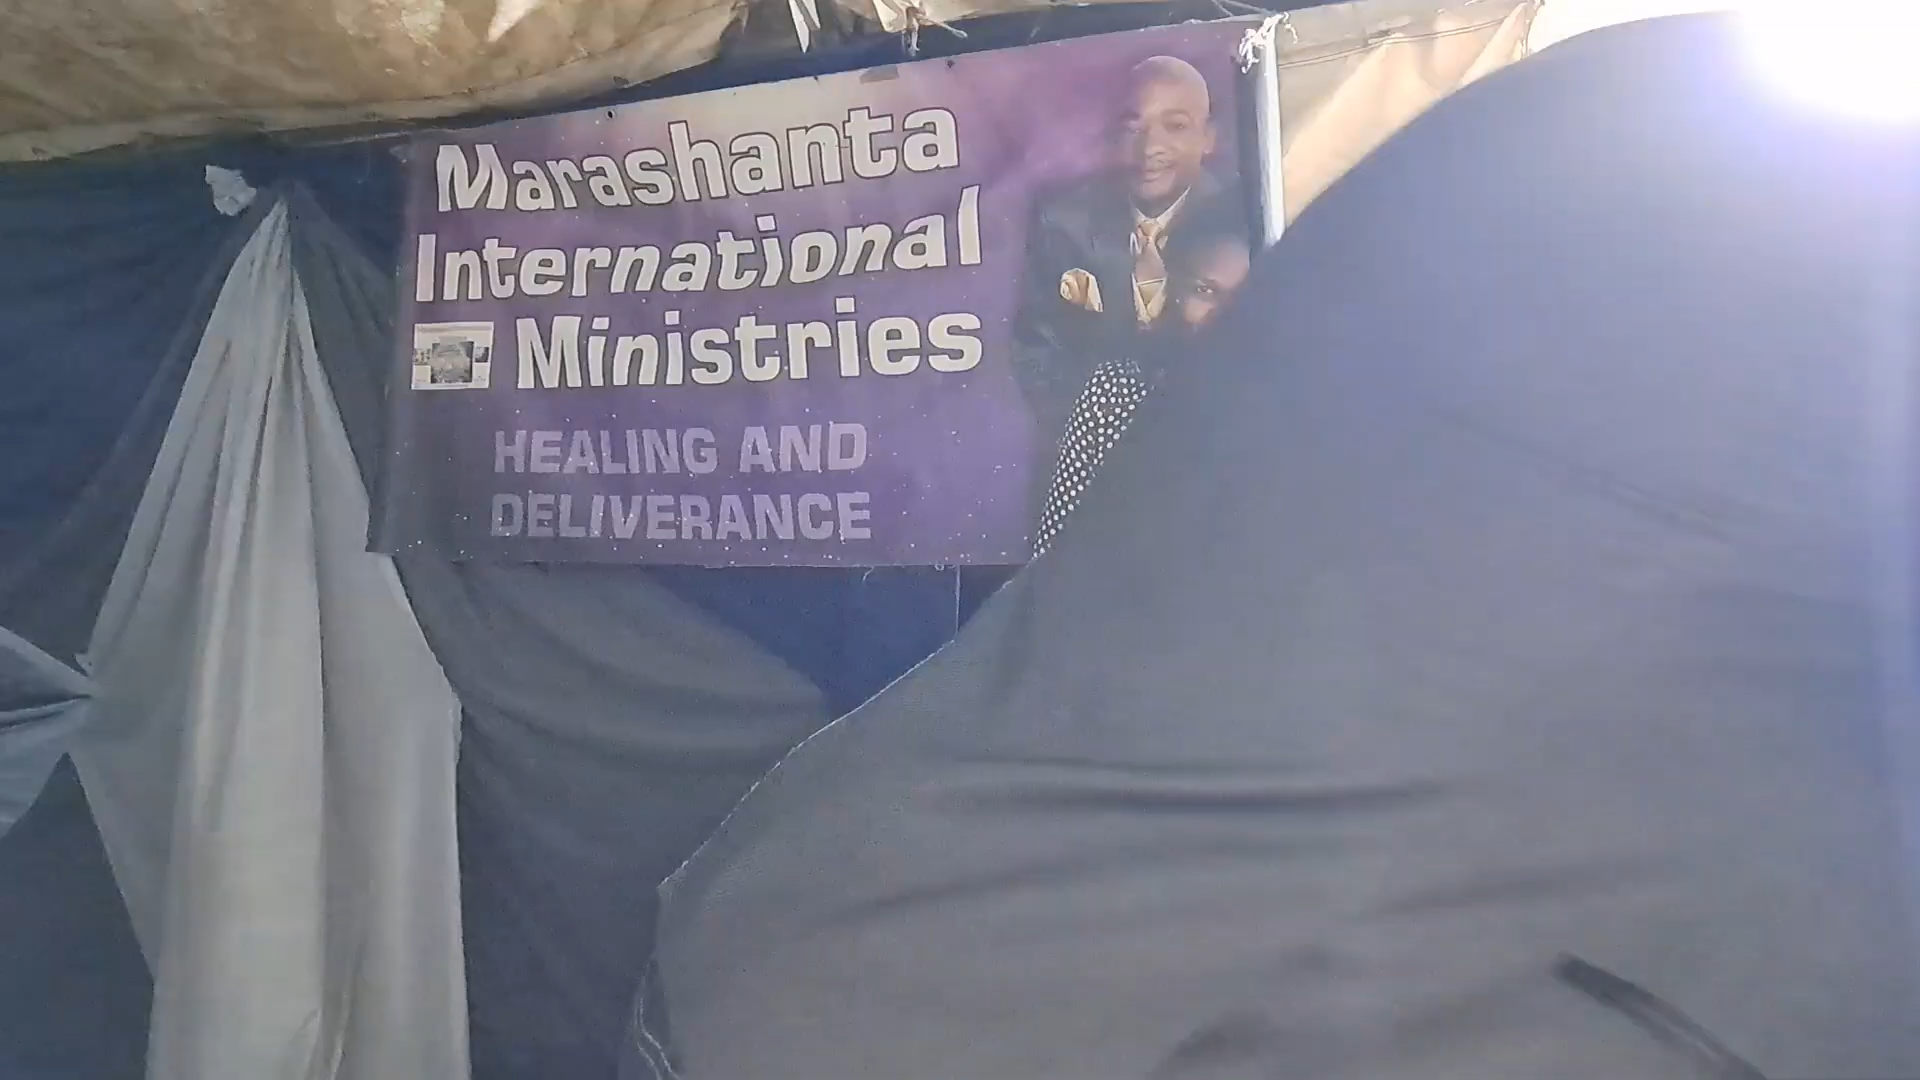 Marashanta
International
Ministries
HEALING AND
DELIVERANCE